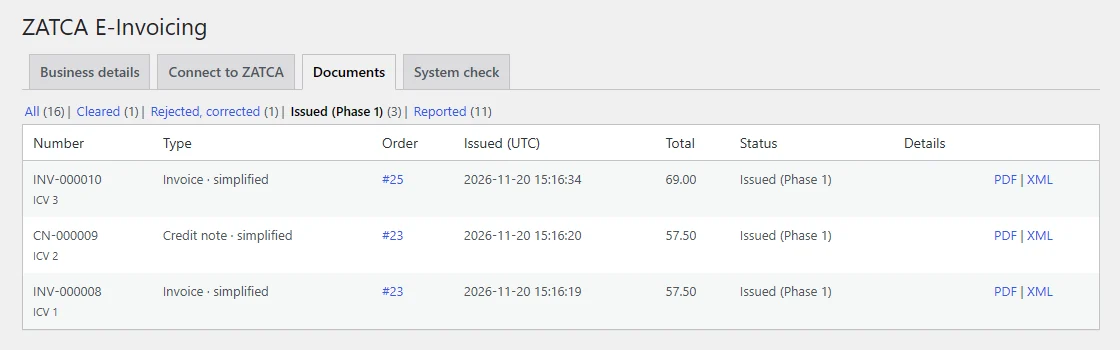 ZATCA E-Invoicing
Business details Connect to ZATCA Documents System check
All (16) | Cleared (1) | Rejected, corrected (1) | Issued (Phase 1) (3) | Reported (11)
Number Type Order Issued (UTC) Total Status Details
INV-000010 Invoice · simplified #25 2026-11-20 15:16:34 69.00 Issued (Phase 1) PDF | XML
ICV 3
CN-000009 Credit note · simplified #23 2026-11-20 15:16:20 57.50 Issued (Phase 1) PDF | XML
ICV 2
INV-000008 Invoice · simplified #23 2026-11-20 15:16:19 57.50 Issued (Phase 1) PDF | XML
ICV 1